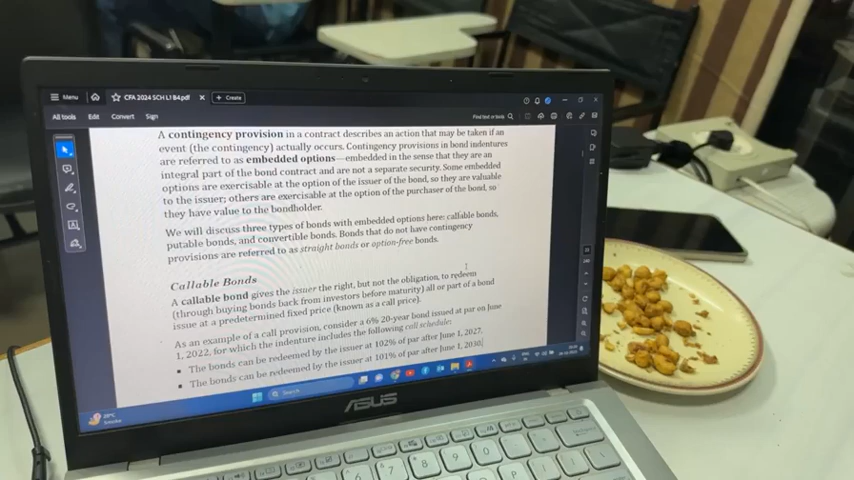 Menu
CFA 2024 SCH L1 B4.pdf
Create
All tools Edit Convert Sign
Find text or tools
A contingency provision in a contract describes an action that may be taken if an
event (the contingency) actually occurs. Contingency provisions in bond indentures
are referred to as embedded options—embedded in the sense that they are an
integral part of the bond contract and are not a separate security. Some embedded
options are exercisable at the option of the issuer of the bond, so they are valuable
to the issuer; others are exercisable at the option of the purchaser of the bond, so
they have value to the bondholder.
We will discuss three types of bonds with embedded options here: callable bonds,
putable bonds, and convertible bonds. Bonds that do not have contingency
provisions are referred to as straight bonds or option-free bonds.
Callable Bonds
A callable bond gives the issuer the right, but not the obligation, to redeem
(through buying bonds back from investors before maturity) all or part of a bond
issue at a predetermined fixed price (known as a call price).
As an example of a call provision, consider a 6% 20-year bond issued at par on June
1, 2022, for which the indenture includes the following call schedule:
• The bonds can be redeemed by the issuer at 102% of par after June 1, 2027.
• The bonds can be redeemed by the issuer at 101% of par after June 1, 2030.
Smoke
Search
ASUS